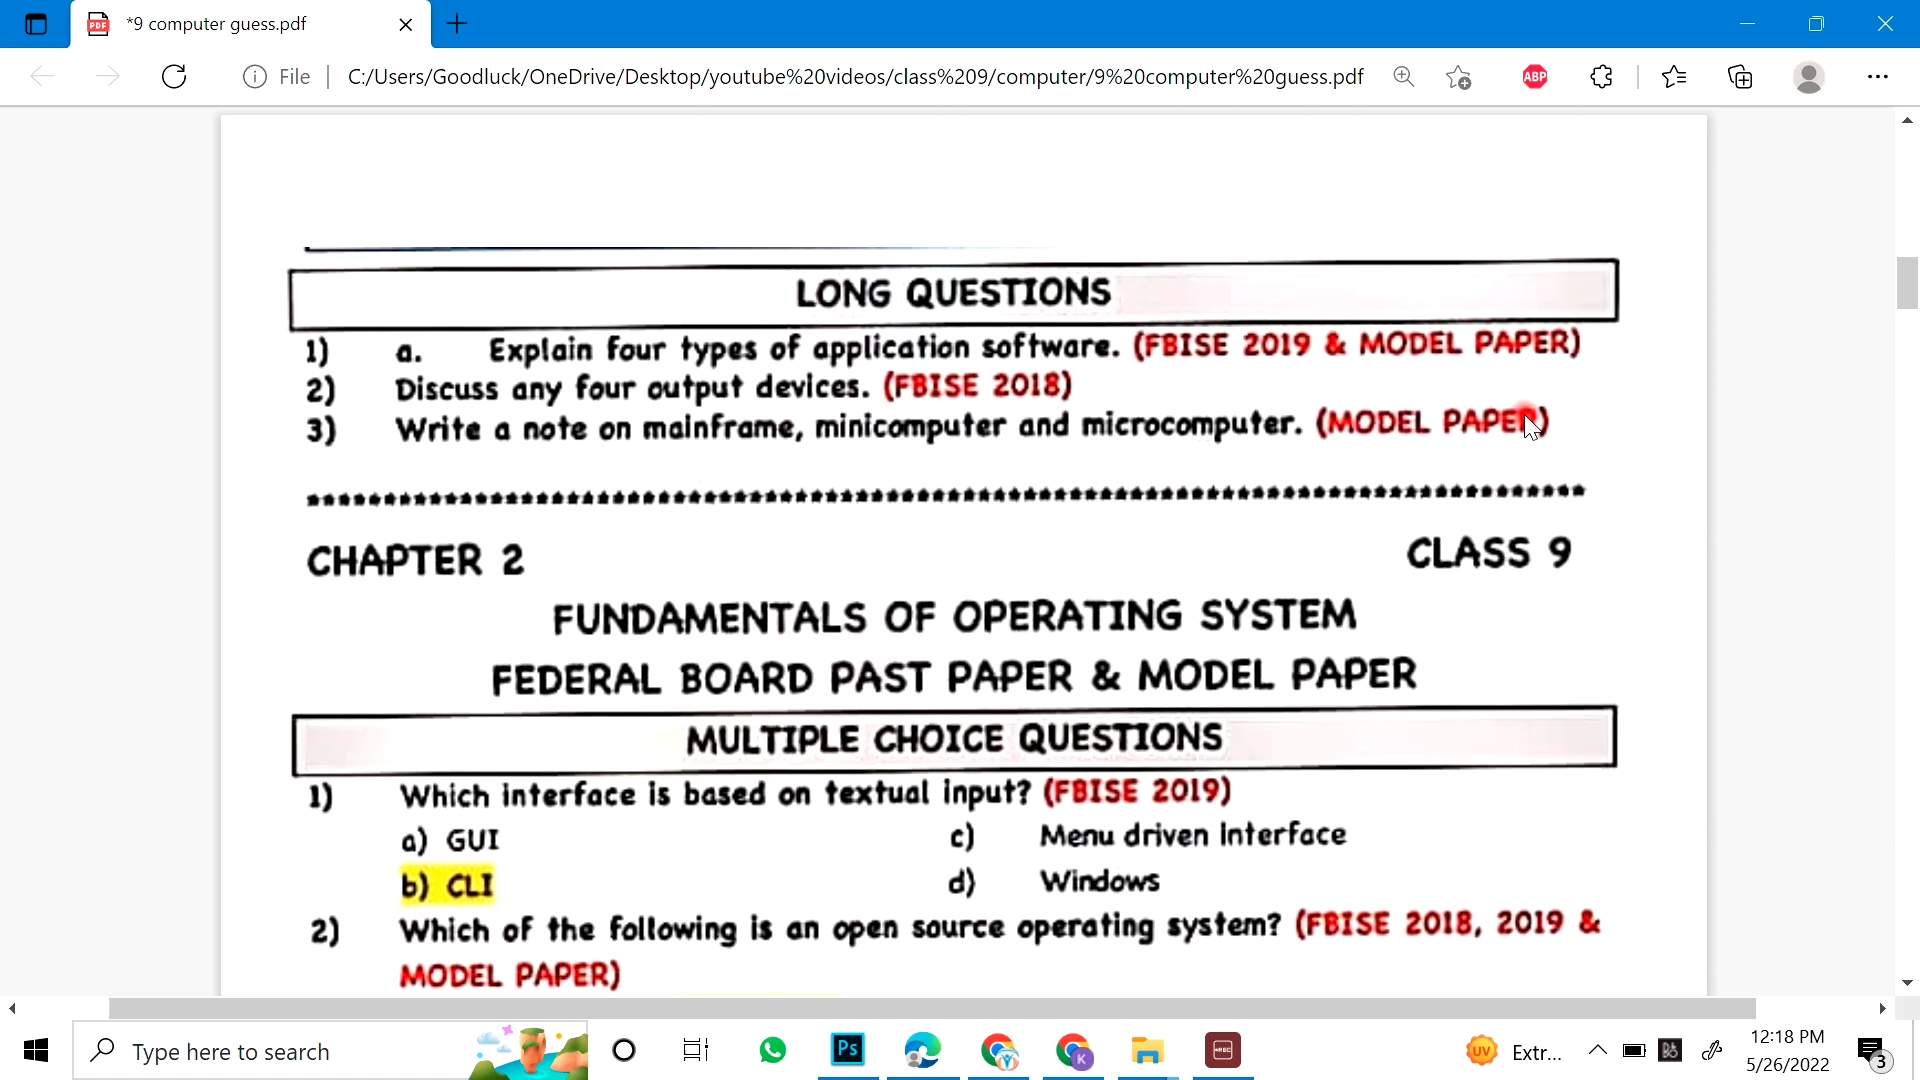 *9 computer guess.pdf
File
C:/Users/Goodluck/OneDrive/Desktop/youtube%20videos/class%209/computer/9%20computer%20guess.pdf
ABP
LONG QUESTIONS
1) a. Explain four types of application software. (FBISE 2019 & MODEL PAPER)
2) Discuss any four output devices. (FBISE 2018)
3) Write a note on mainframe, minicomputer and microcomputer. (MODEL PAPER)
CHAPTER 2 CLASS 9
FUNDAMENTALS OF OPERATING SYSTEM
FEDERAL BOARD PAST PAPER & MODEL PAPER
MULTIPLE CHOICE QUESTIONS
1) Which interface is based on textual input? (FBISE 2019)
a) GUI c) Menu driven interface
b) CLI d) Windows
2) Which of the following is an open source operating system? (FBISE 2018, 2019 &
MODEL PAPER)
Type here to search
Ps
K
REC
UV
Extr...
12:18 PM
5/26/2022
3